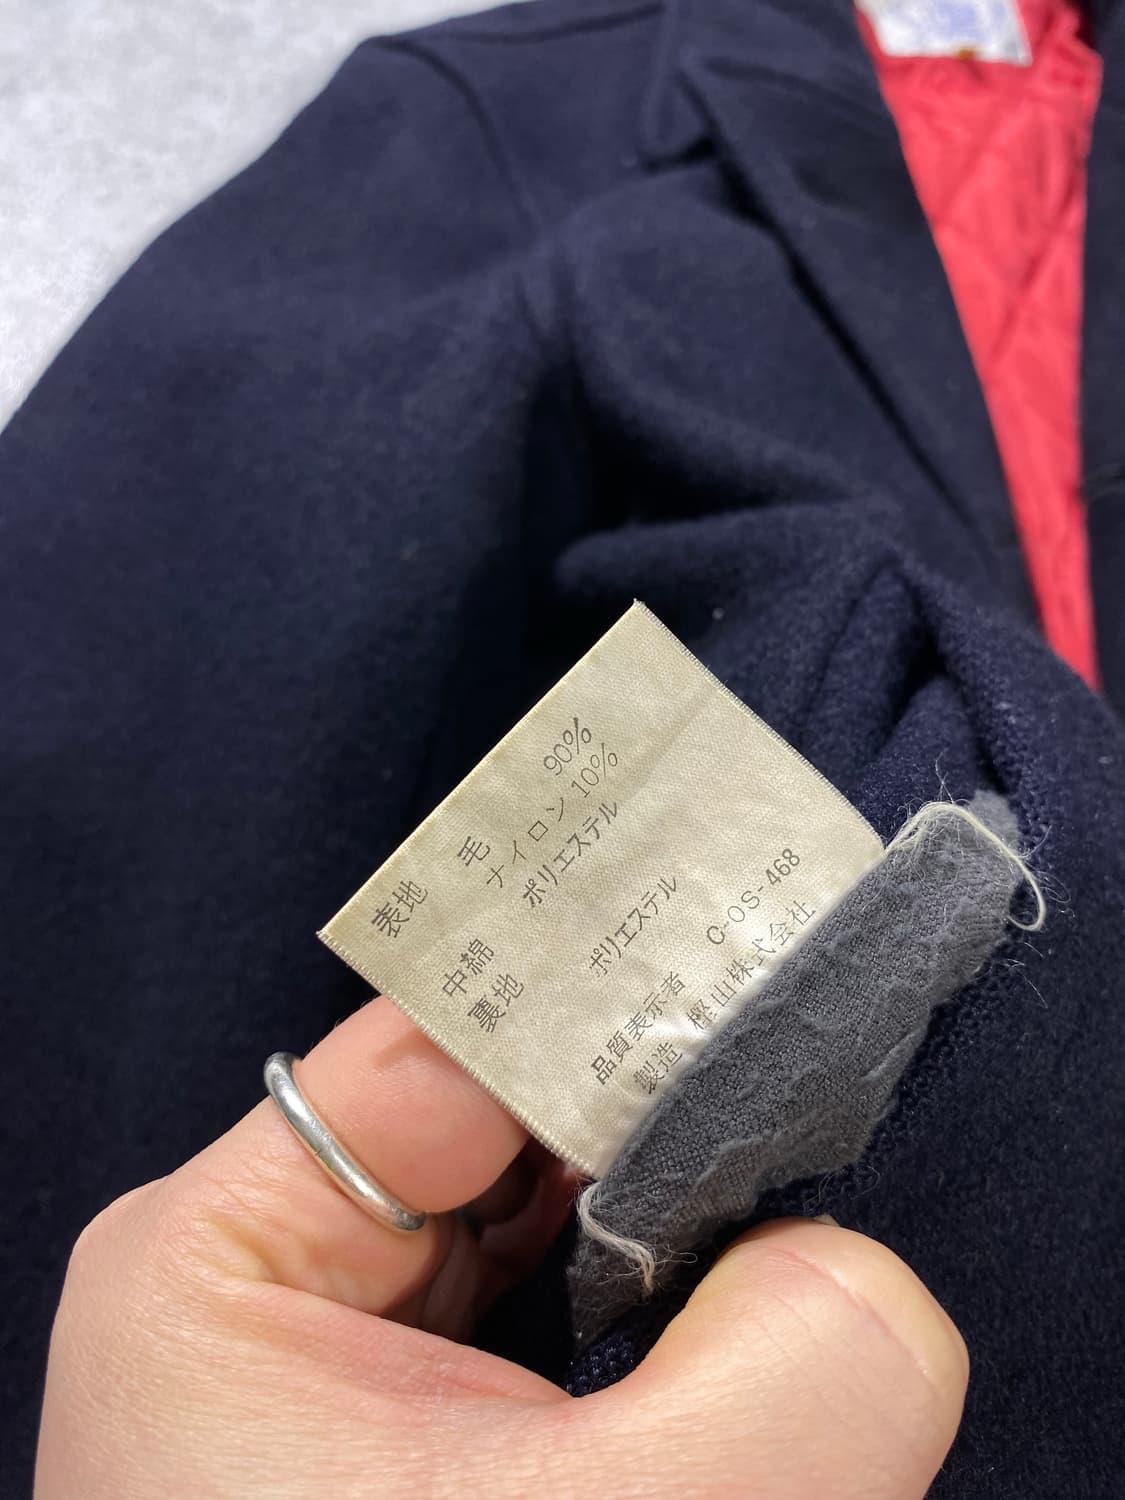 表地 毛 90%
ナイロン 10%
中綿 ポリエステル
裏地 ポリエステル
品質表示者 C-OS-468
製造 樫山株式会社